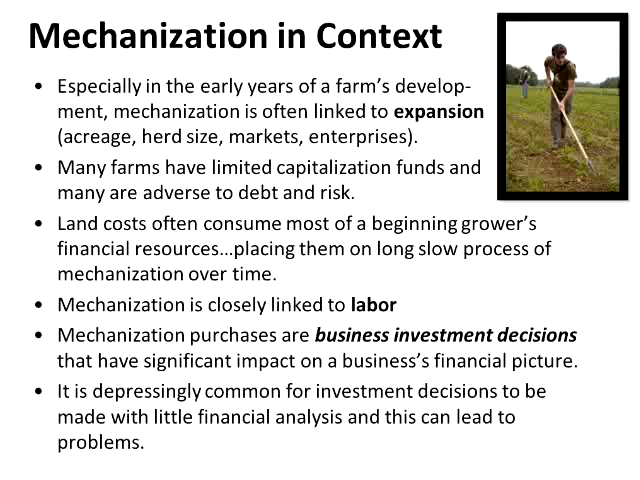 Mechanization in Context
• Especially in the early years of a farm's develop-
ment, mechanization is often linked to expansion
(acreage, herd size, markets, enterprises).
• Many farms have limited capitalization funds and
many are adverse to debt and risk.
• Land costs often consume most of a beginning grower's
financial resources…placing them on long slow process of
mechanization over time.
• Mechanization is closely linked to labor
• Mechanization purchases are business investment decisions
that have significant impact on a business's financial picture.
• It is depressingly common for investment decisions to be
made with little financial analysis and this can lead to
problems.